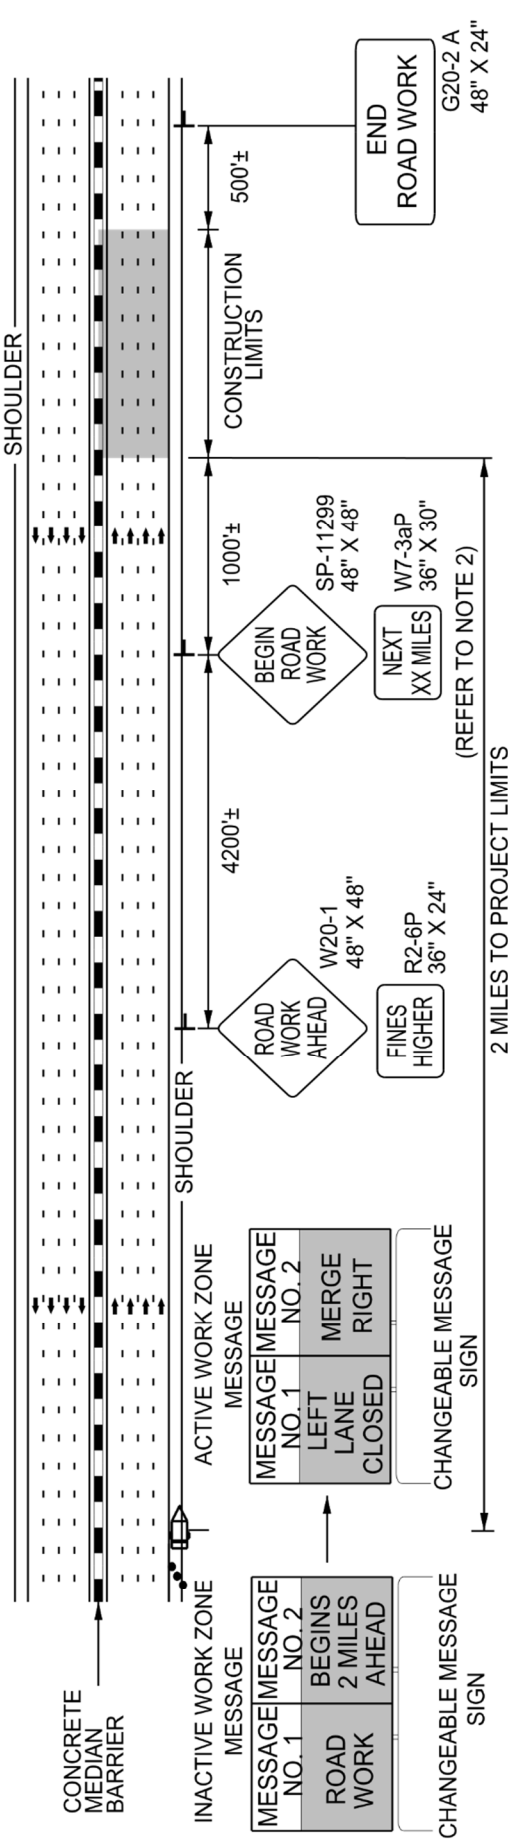 SHOULDER
CONCRETE
MEDIAN
BARRIER
SHOULDER
INACTIVE WORK ZONE
MESSAGE
MESSAGE
NO. 1
MESSAGE
NO. 2
ROAD
WORK
BEGINS
2 MILES
AHEAD
CHANGEABLE MESSAGE
SIGN
ACTIVE WORK ZONE
MESSAGE
MESSAGE
NO. 1
MESSAGE
NO. 2
LEFT
LANE
CLOSED
MERGE
RIGHT
CHANGEABLE MESSAGE
SIGN
4200'±
ROAD
WORK
AHEAD
W20-1
48" X 48"
FINES
HIGHER
R2-6P
36" X 24"
1000'±
BEGIN
ROAD
WORK
SP-11299
48" X 48"
NEXT
XX MILES
W7-3aP
36" X 30"
(REFER TO NOTE 2)
2 MILES TO PROJECT LIMITS
CONSTRUCTION
LIMITS
500'±
END
ROAD WORK
G20-2 A
48" X 24"